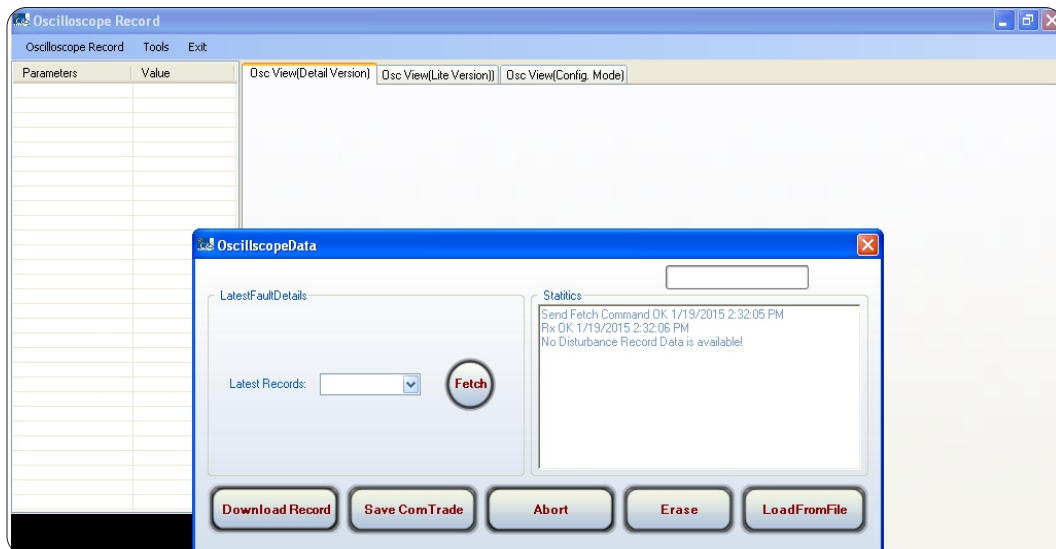 Oscilloscope Record
Oscilloscope Record Tools Exit
Parameters Value
Osc View(Detail Version) Osc View(Lite Version)) Osc View(Config. Mode)
OscillscopeData
LatestFaultDetails
Latest Records:
Fetch
Statitics
Send Fetch Command OK 1/19/2015 2:32:05 PM
Rx OK 1/19/2015 2:32:06 PM
No Disturbance Record Data is available!
Download Record Save ComTrade Abort Erase LoadFromFile